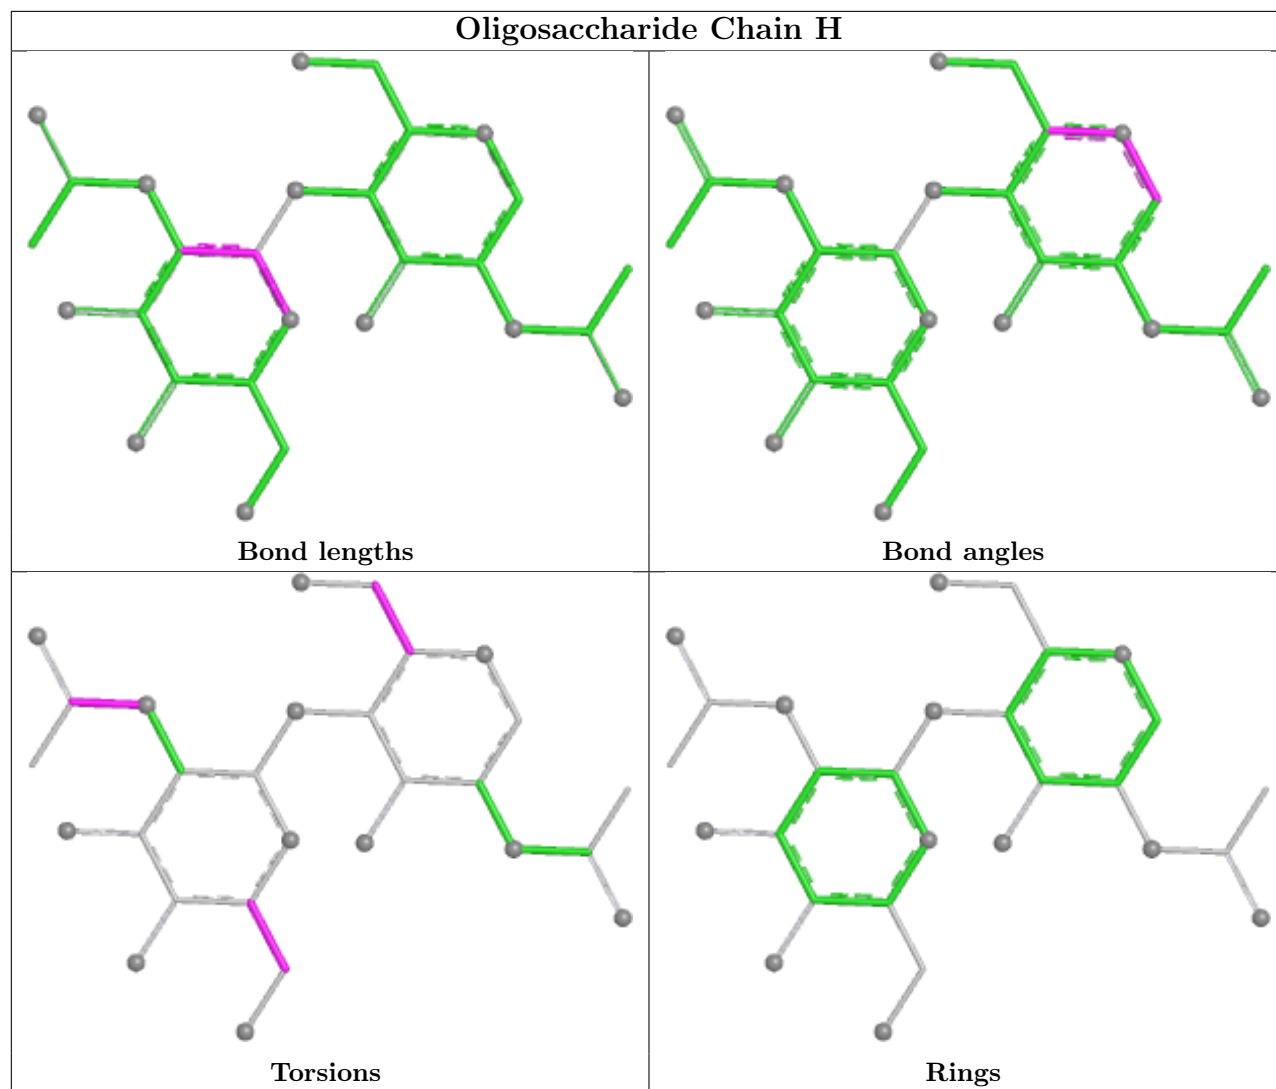 Oligosaccharide Chain H
Bond lengths
Bond angles
Torsions
Rings